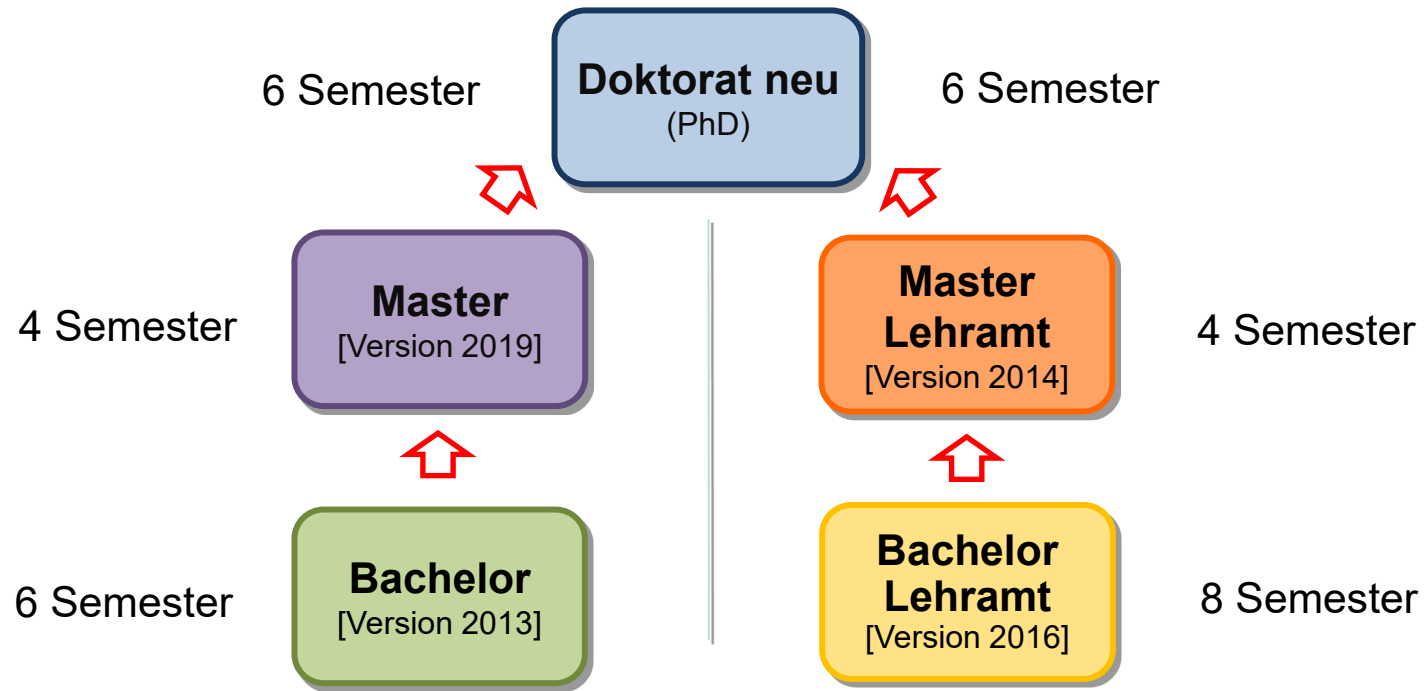 6 Semester
Doktorat neu
(PhD)
6 Semester
4 Semester
Master
[Version 2019]
Master
Lehramt
[Version 2014]
4 Semester
6 Semester
Bachelor
[Version 2013]
Bachelor
Lehramt
[Version 2016]
8 Semester